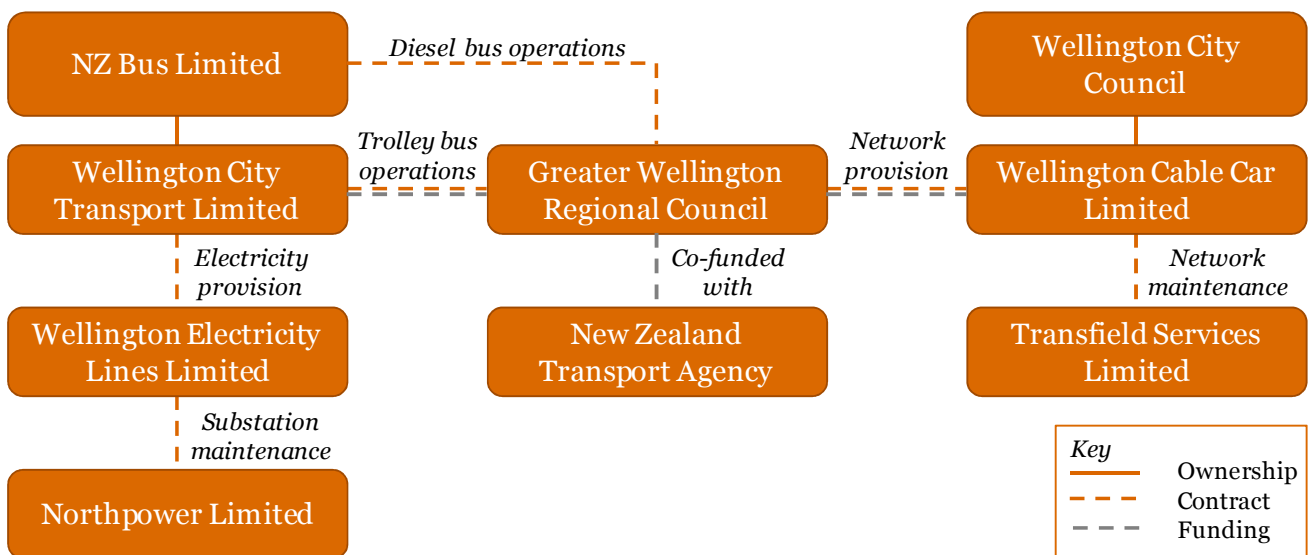 NZ Bus Limited
Diesel bus operations
Wellington City
Council
Wellington City
Transport Limited
Trolley bus
operations
Greater Wellington
Regional Council
Network
provision
Wellington Cable Car
Limited
Electricity
provision
Co-funded
with
Network
maintenance
Wellington Electricity
Lines Limited
New Zealand
Transport Agency
Transfield Services
Limited
Substation
maintenance
Northpower Limited
Key
Ownership
Contract
Funding